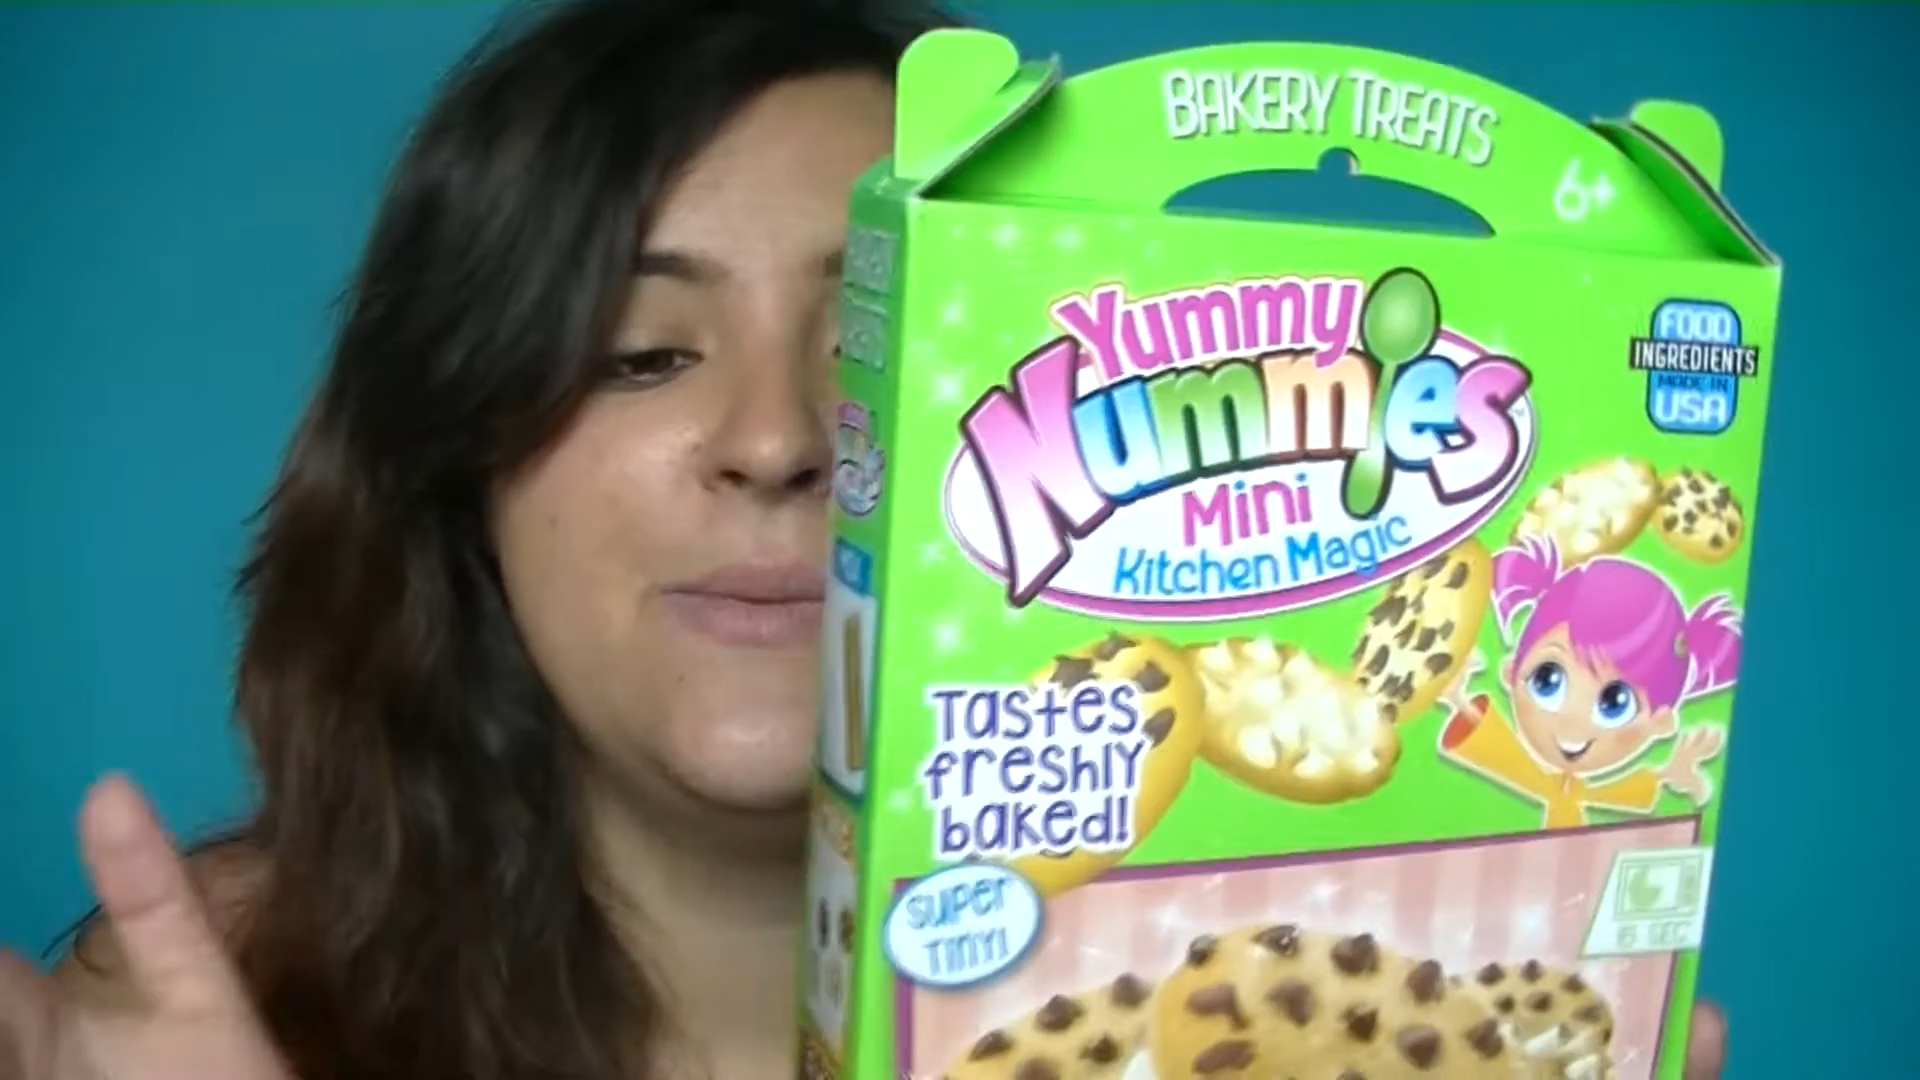 BAKERY TREATS
6+
Yummy
Nummies
Mini
Kitchen Magic
FOOD
INGREDIENTS
MADE IN
USA
Tastes
freshly
baked!
Super
Tiny!